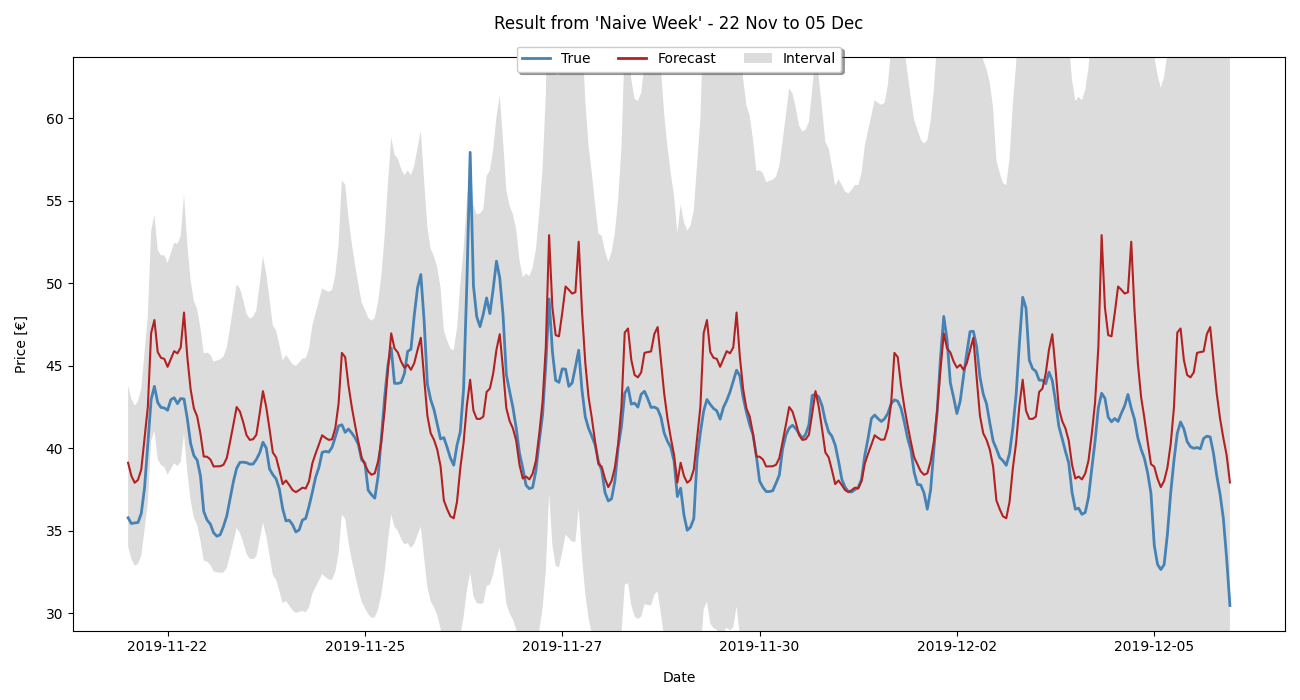 Result from 'Naive Week' - 22 Nov to 05 Dec
True Forecast Interval
60
55
50
45
40
35
30
Price [€]
2019-11-22 2019-11-25 2019-11-27 2019-11-30 2019-12-02 2019-12-05
Date